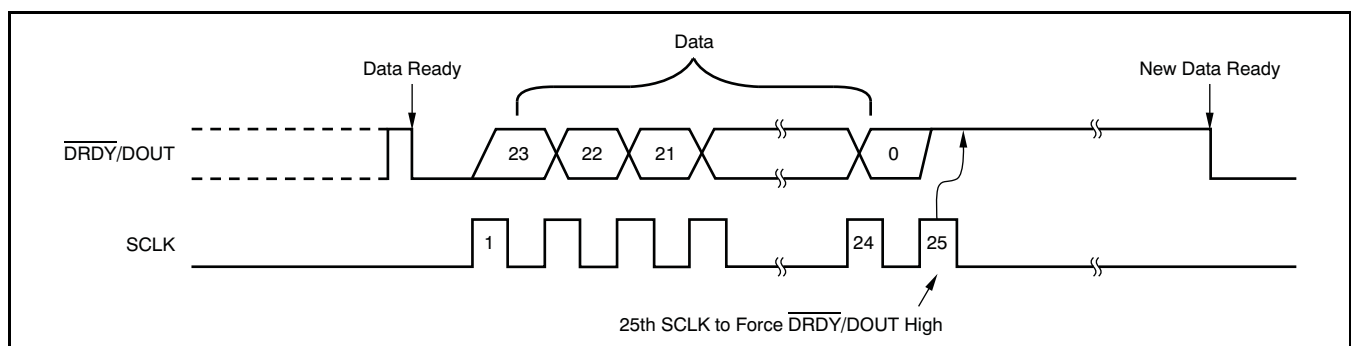 Data
Data Ready
New Data Ready
DRDY/DOUT
23 22 21 0
SCLK
1 24 25
25th SCLK to Force DRDY/DOUT High